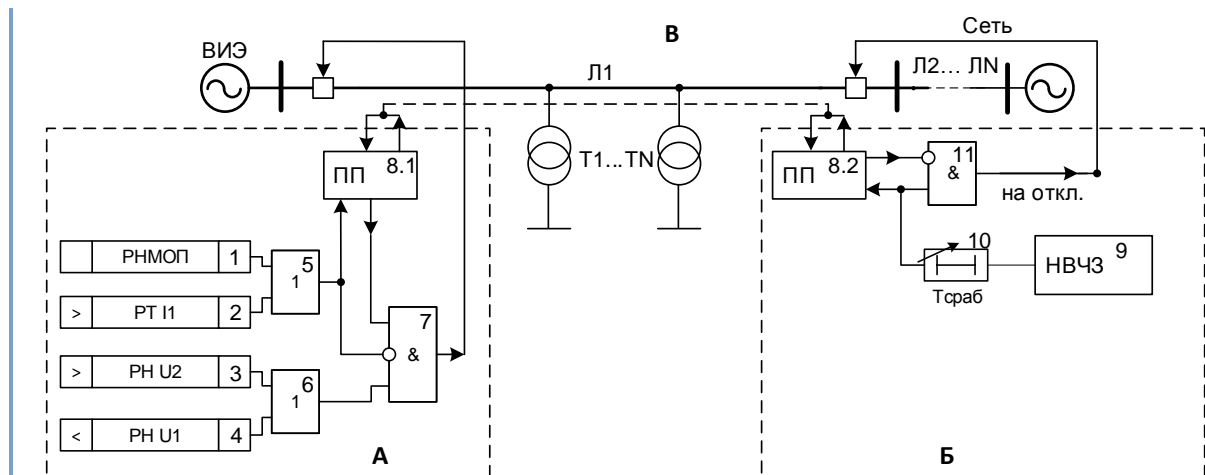 В
Сеть
ВИЭ
Л1
Л2... ЛN
ПП 8.1
Т1...TN
ПП 8.2
11
&
на откл.
РНМОП 1
5
1
> РТ I1 2
10
НВЧЗ 9
Тсраб
7
&
> РН U2 3
6
1
< РН U1 4
А
Б